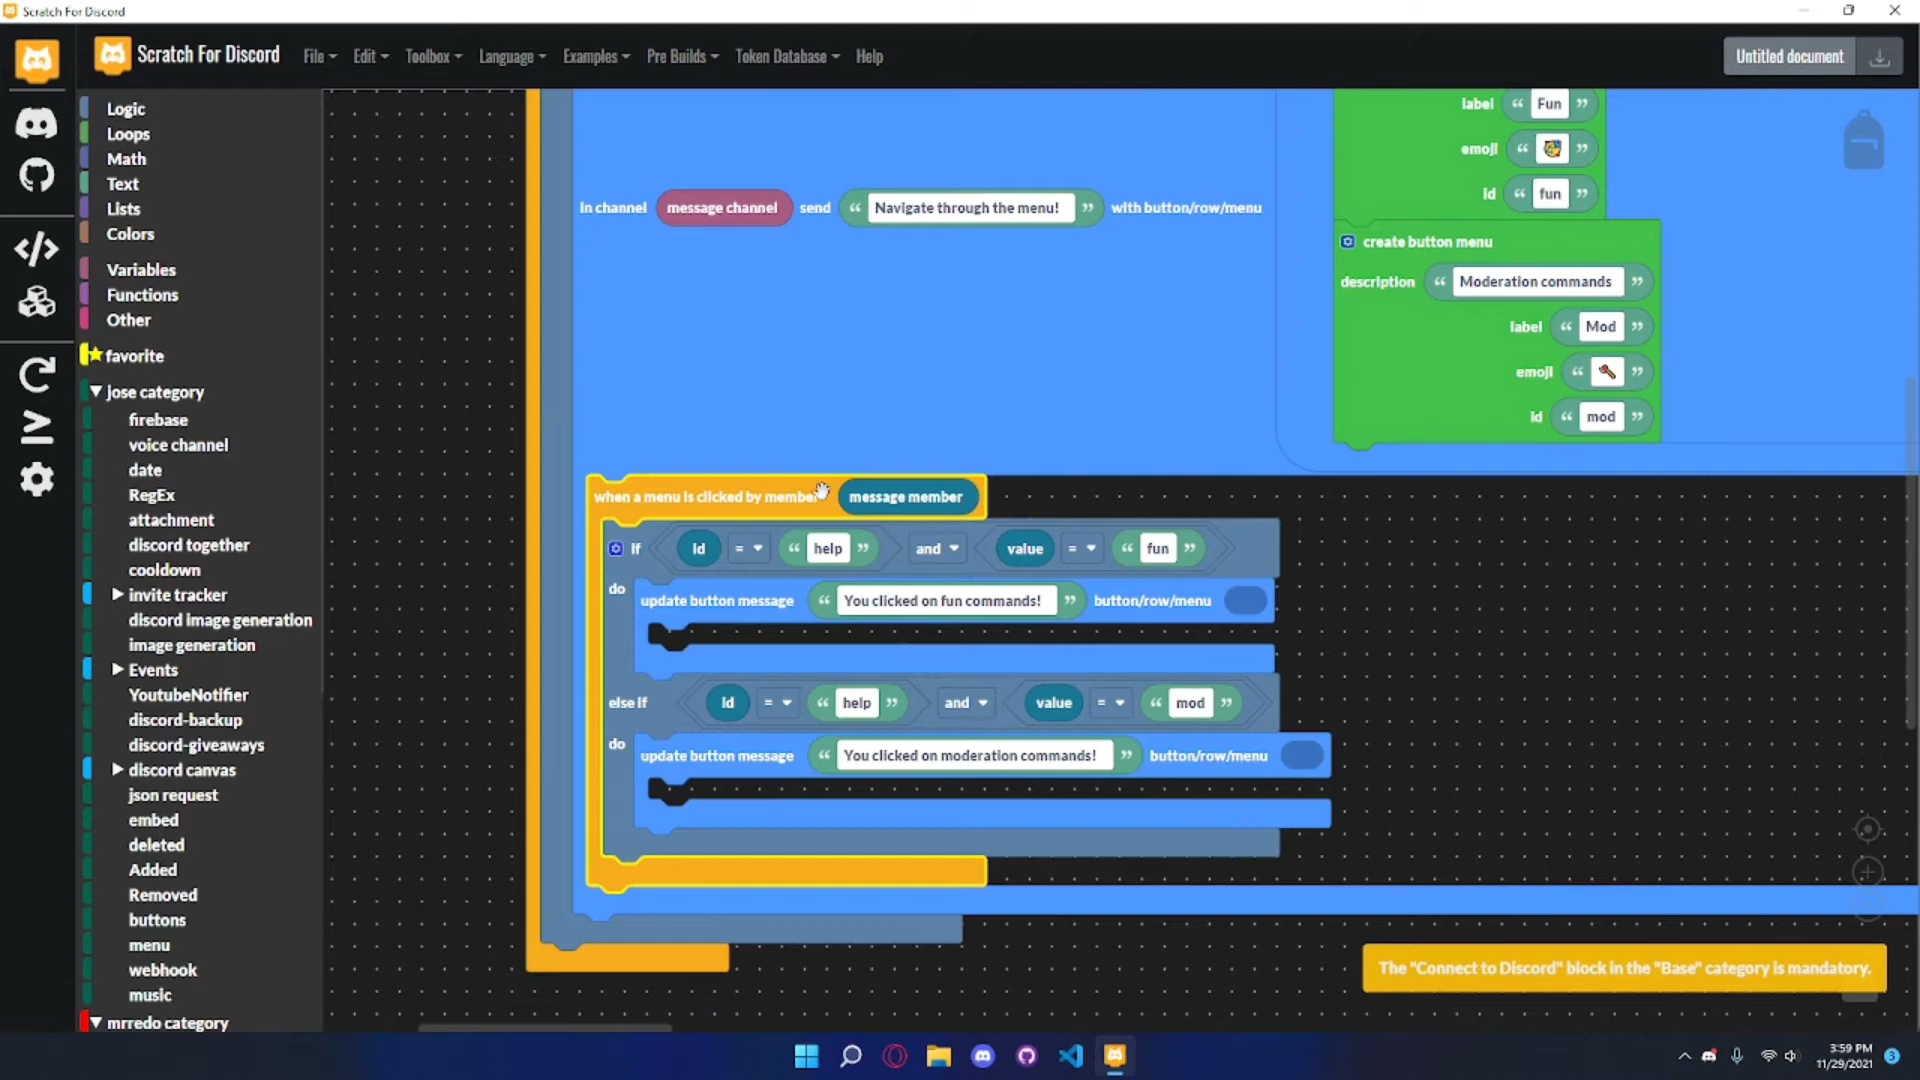 Scratch For Discord
Scratch For Discord
File
Edit
Toolbox
Language
Examples
Pre Builds
Token Database
Help
Untitled document
Logic
Loops
Math
Text
Lists
Colors
Variables
Functions
Other
favorite
jose category
firebase
voice channel
date
RegEx
attachment
discord together
cooldown
invite tracker
discord image generation
image generation
Events
YoutubeNotifier
discord-backup
discord-giveaways
discord canvas
json request
embed
deleted
Added
Removed
buttons
menu
webhook
music
mrredo category
label “ Fun ”
emoji “ ”
Id “ fun ”
In channel message channel send “ Navigate through the menu! ” with button/row/menu
create button menu
description “ Moderation commands ”
label “ Mod ”
emoji “ ”
Id “ mod ”
when a menu is clicked by member message member
If Id = “ help ” and value = “ fun ”
do update button message “ You clicked on fun commands! ” button/row/menu
else if Id = “ help ” and value = “ mod ”
do update button message “ You clicked on moderation commands! ” button/row/menu
The "Connect to Discord" block in the "Base" category is mandatory.
3:59 PM
11/29/2021
3